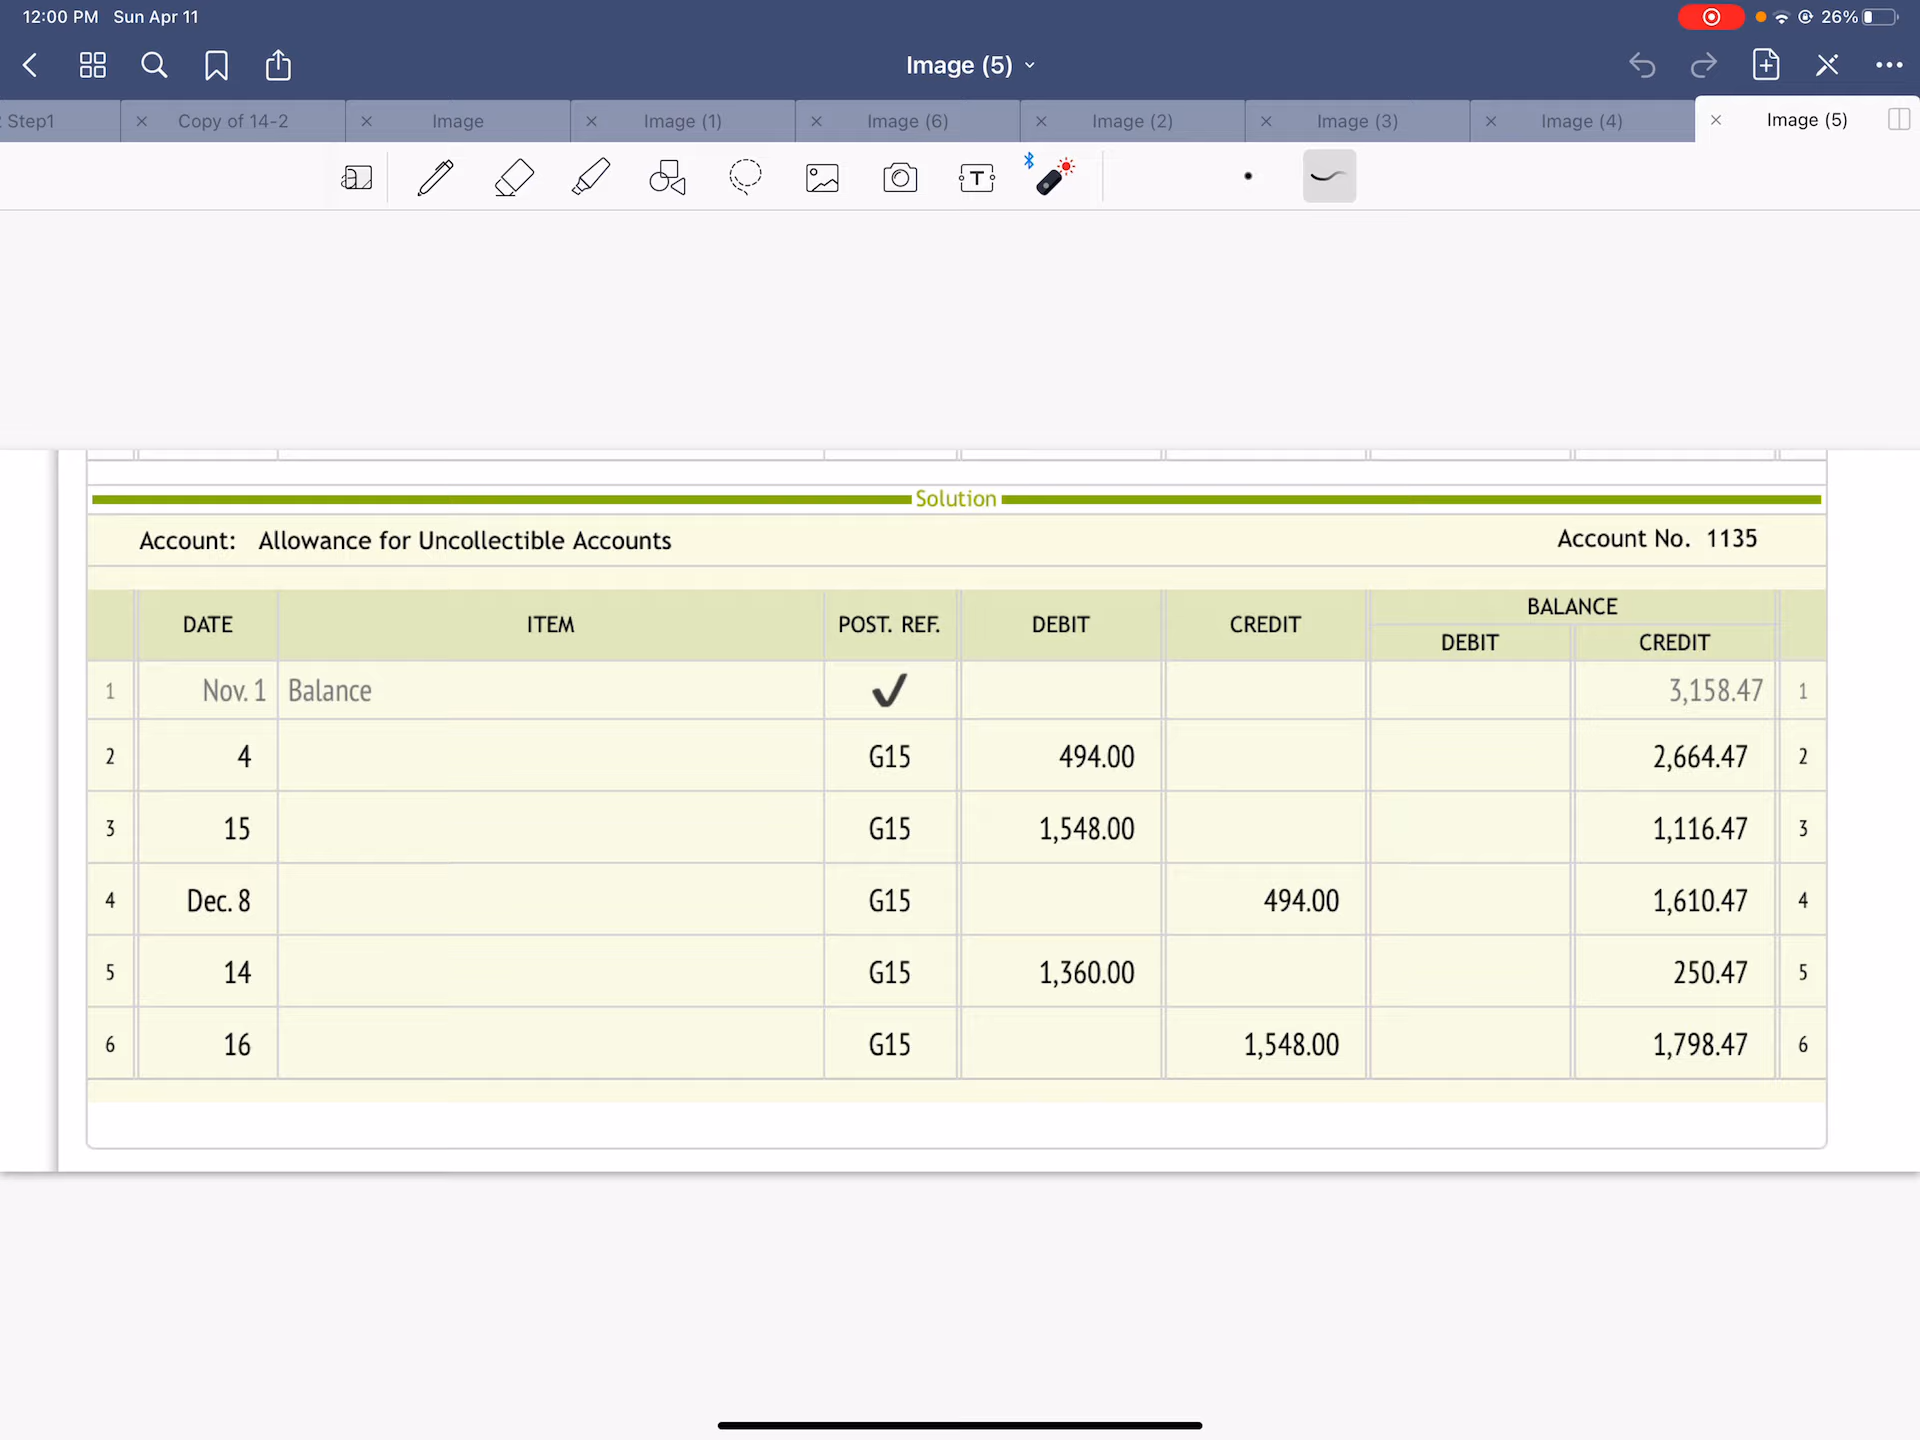 12:00 PM Sun Apr 11 26%
Image (5)
Step1 Copy of 14-2 Image Image (1) Image (6) Image (2) Image (3) Image (4) Image (5)
Solution
Account: Allowance for Uncollectible Accounts Account No. 1135
DATE ITEM POST. REF. DEBIT CREDIT BALANCE
DEBIT CREDIT
1 Nov. 1 Balance ✓ 3,158.47 1
2 4 G15 494.00 2,664.47 2
3 15 G15 1,548.00 1,116.47 3
4 Dec. 8 G15 494.00 1,610.47 4
5 14 G15 1,360.00 250.47 5
6 16 G15 1,548.00 1,798.47 6